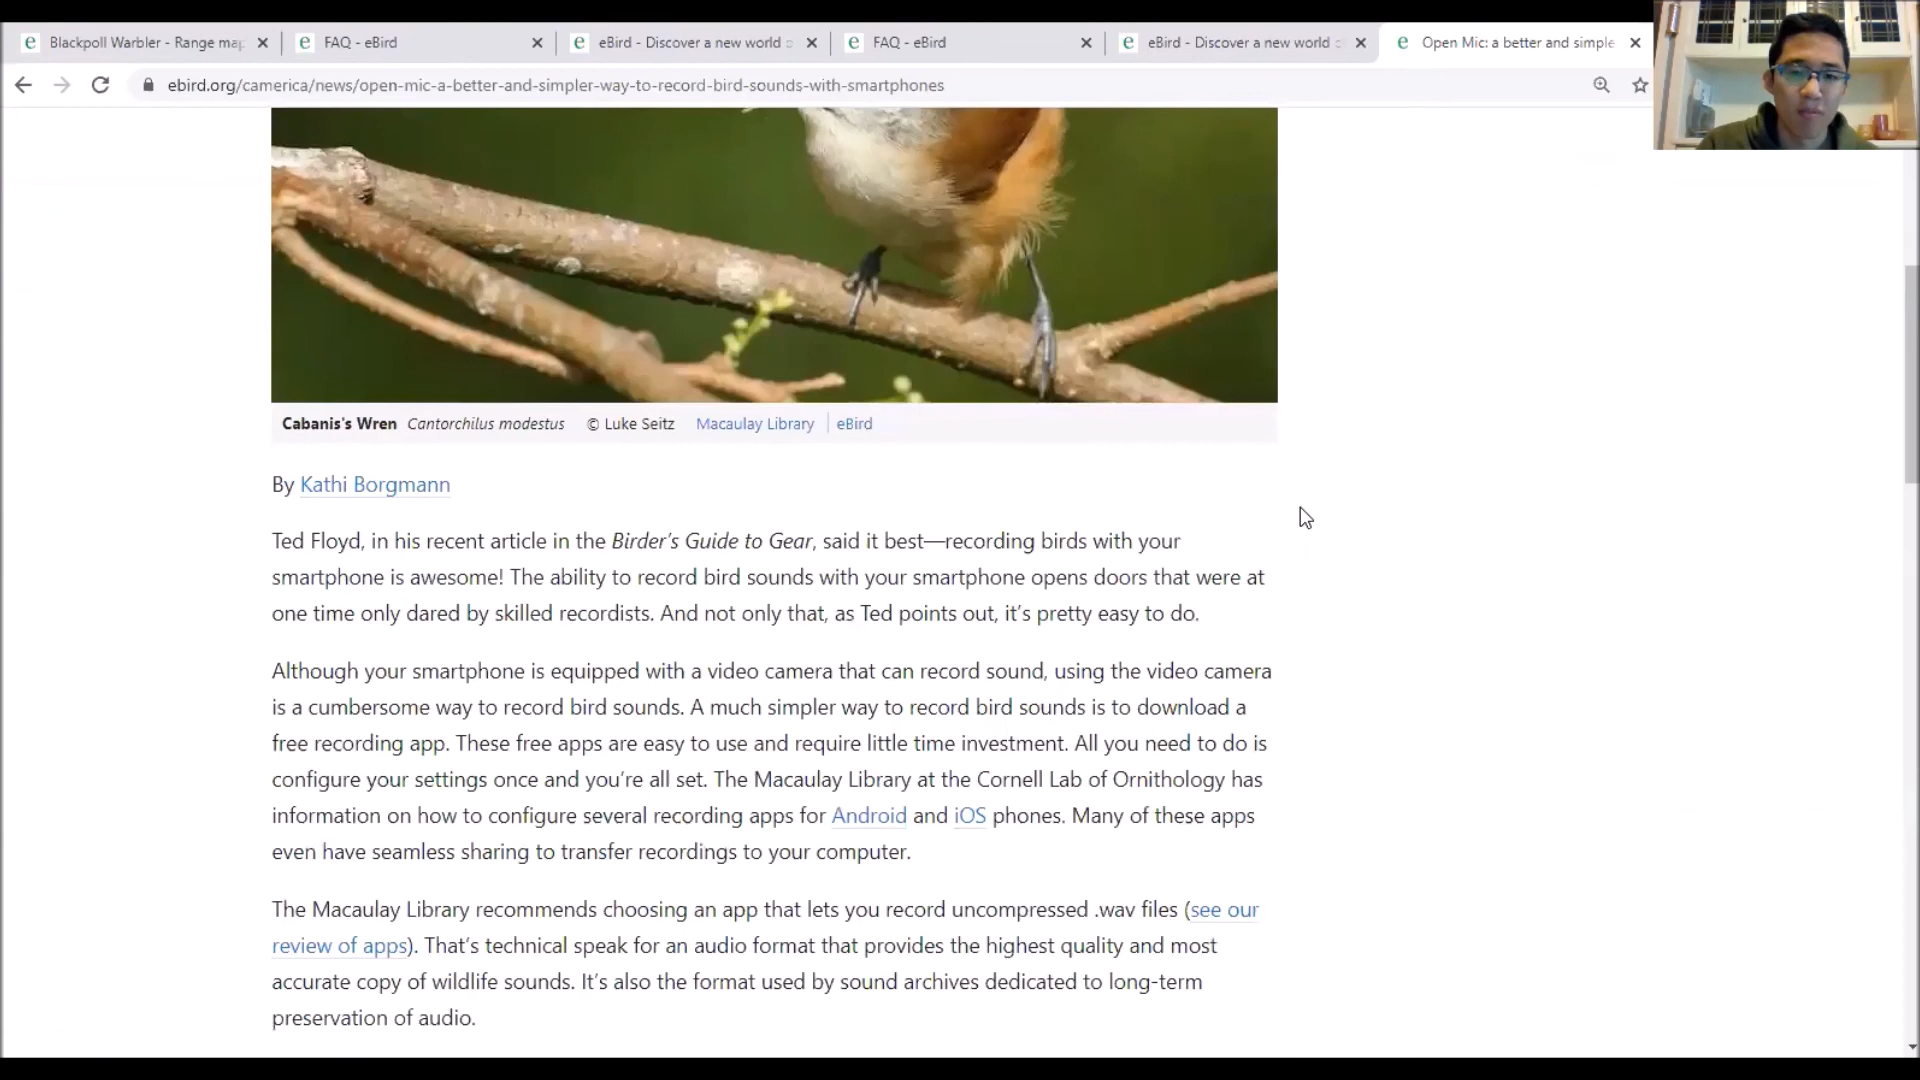 Blackpoll Warbler - Range map
FAQ - eBird
eBird - Discover a new world o
FAQ - eBird
eBird - Discover a new world o
Open Mic: a better and simple
ebird.org/camerica/news/open-mic-a-better-and-simpler-way-to-record-bird-sounds-with-smartphones
Cabanis's Wren Cantorchilus modestus © Luke Seitz Macaulay Library eBird
By Kathi Borgmann
Ted Floyd, in his recent article in the Birder's Guide to Gear, said it best—recording birds with your
smartphone is awesome! The ability to record bird sounds with your smartphone opens doors that were at
one time only dared by skilled recordists. And not only that, as Ted points out, it's pretty easy to do.
Although your smartphone is equipped with a video camera that can record sound, using the video camera
is a cumbersome way to record bird sounds. A much simpler way to record bird sounds is to download a
free recording app. These free apps are easy to use and require little time investment. All you need to do is
configure your settings once and you're all set. The Macaulay Library at the Cornell Lab of Ornithology has
information on how to configure several recording apps for Android and iOS phones. Many of these apps
even have seamless sharing to transfer recordings to your computer.
The Macaulay Library recommends choosing an app that lets you record uncompressed .wav files (see our
review of apps). That's technical speak for an audio format that provides the highest quality and most
accurate copy of wildlife sounds. It's also the format used by sound archives dedicated to long-term
preservation of audio.